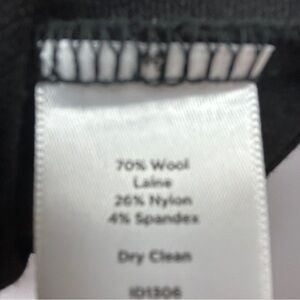 70% Wool
Laine
26% Nylon
4% Spandex
Dry Clean
ID1306